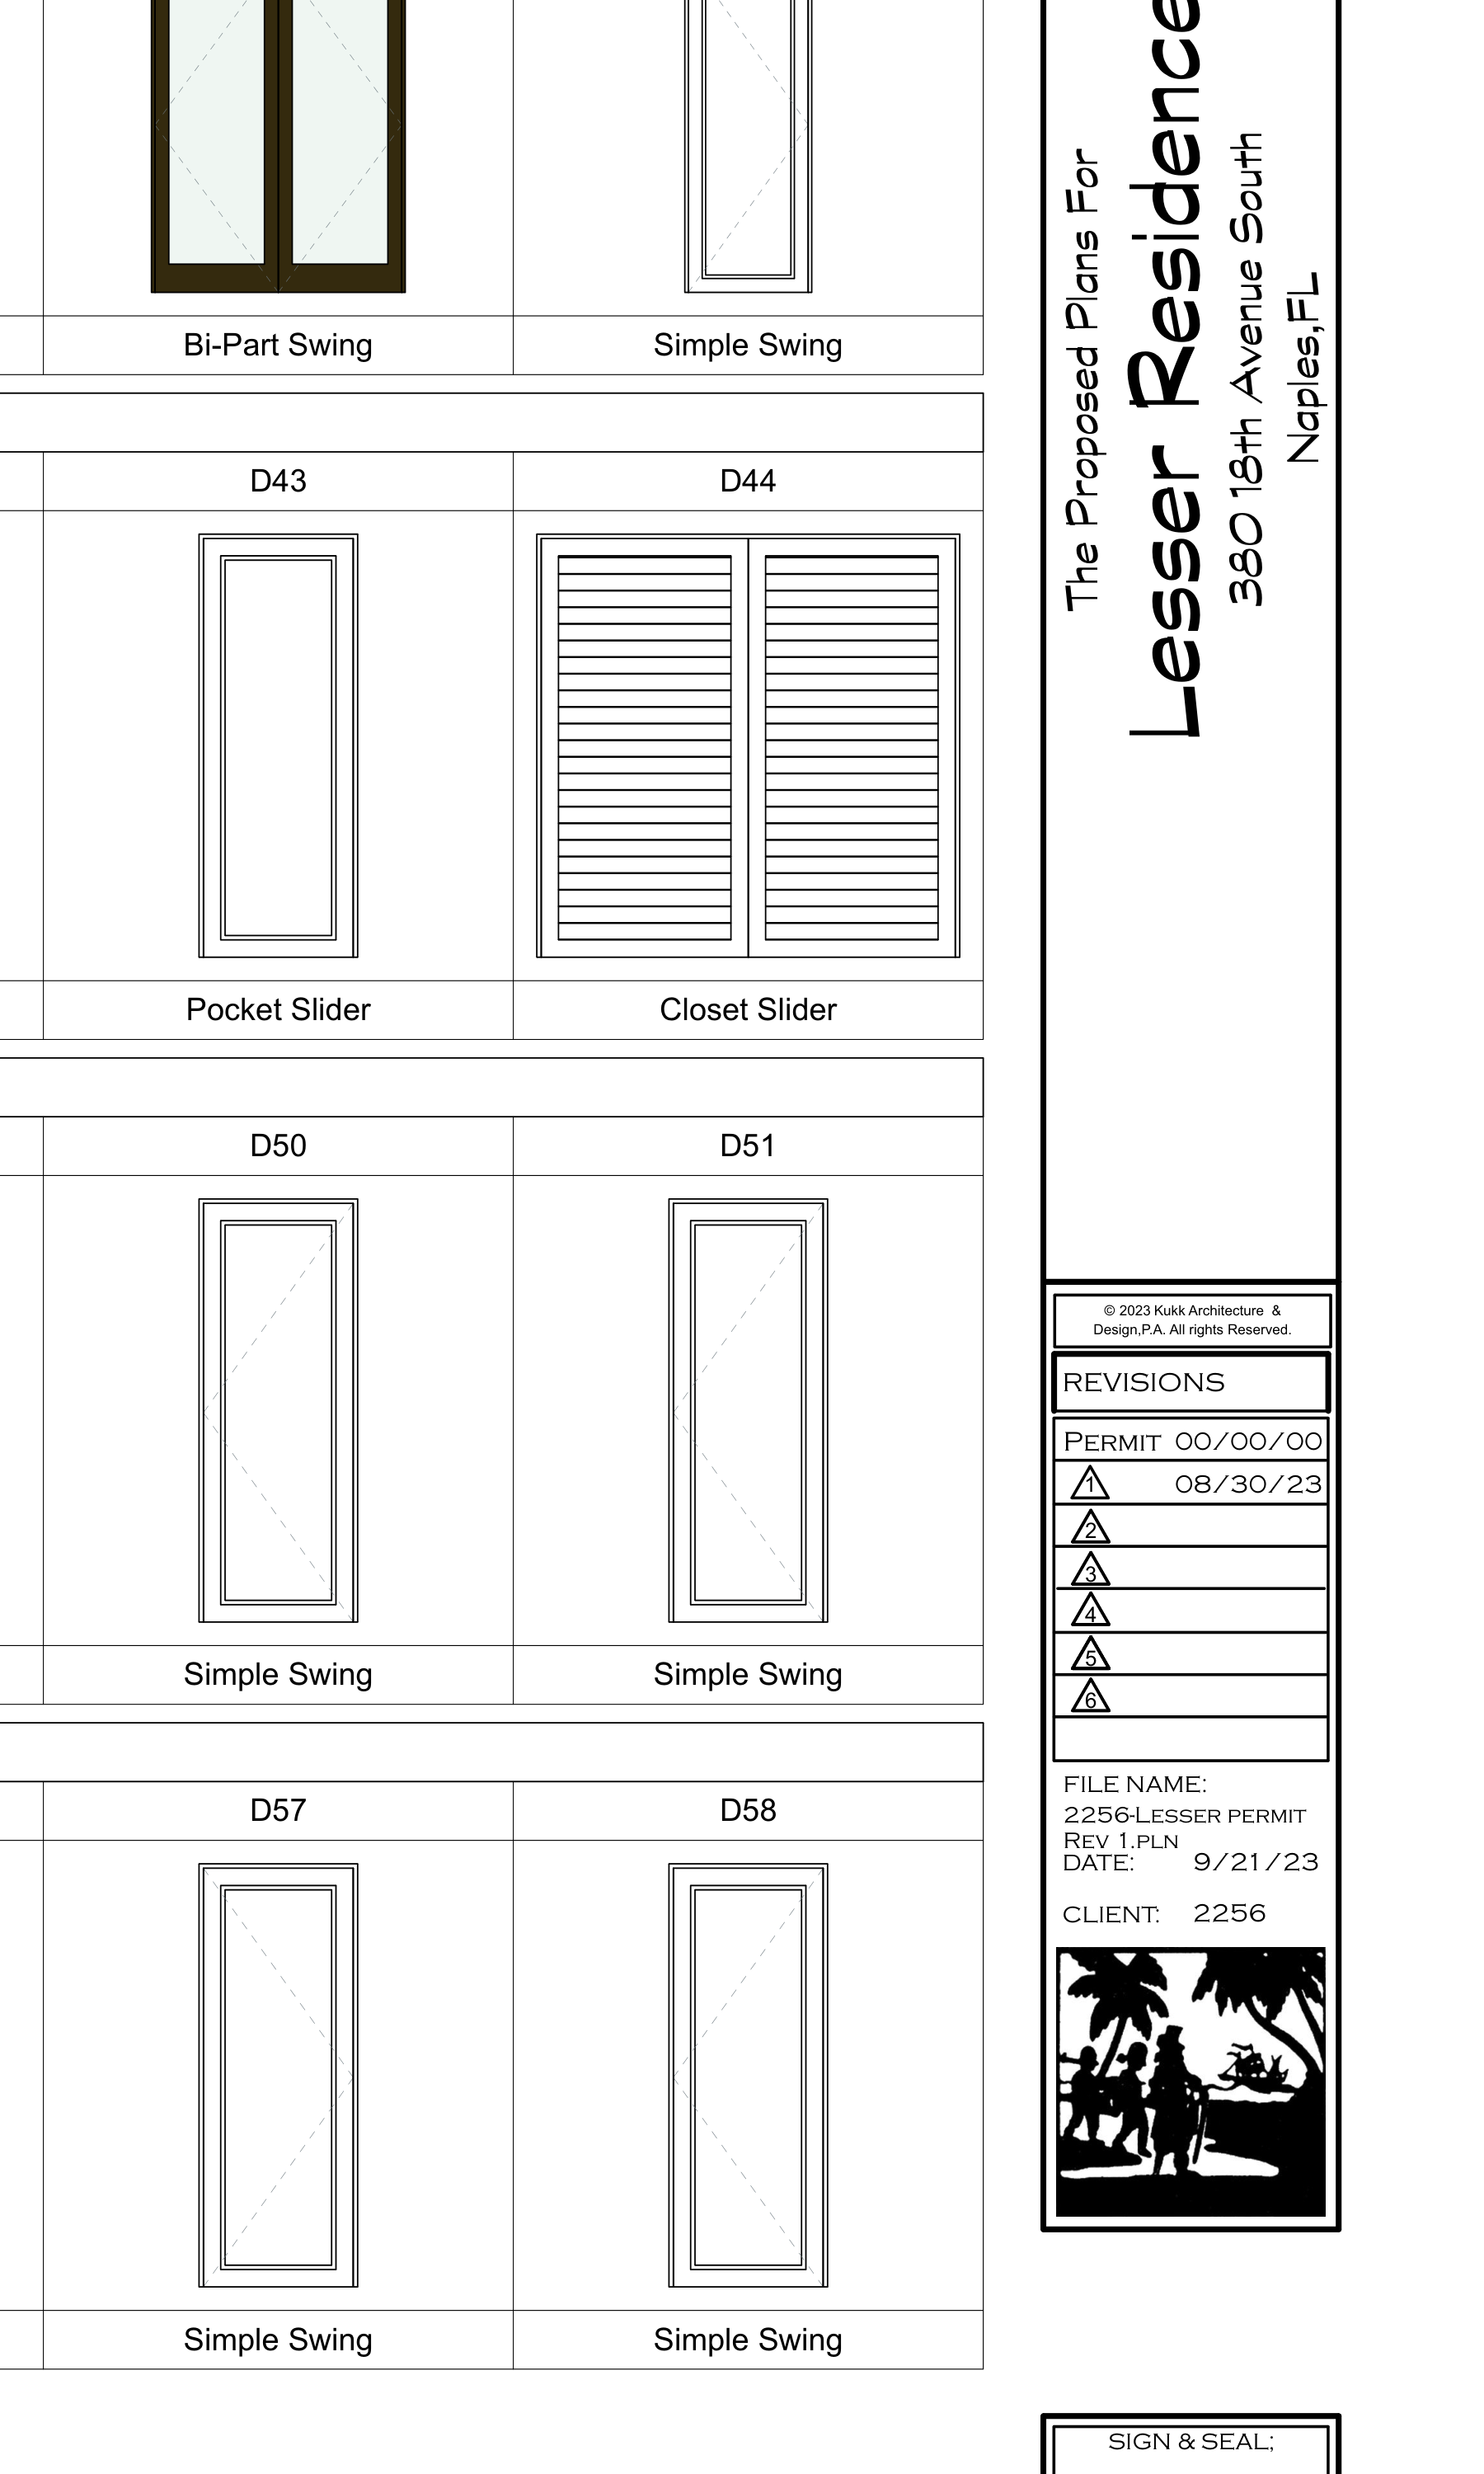 Bi-Part Swing
Simple Swing
D43
D44
Pocket Slider
Closet Slider
D50
D51
Simple Swing
Simple Swing
D57
D58
Simple Swing
Simple Swing
The Proposed Plans For
Lesser Residence
380 18th Avenue South
Naples,FL
© 2023 Kukk Architecture &
Design,P.A. All rights Reserved.
REVISIONS
PERMIT 00/00/00
1 08/30/23
2
3
4
5
6
FILE NAME:
2256-LESSER PERMIT
REV 1.PLN
DATE: 9/21/23
CLIENT: 2256
SIGN & SEAL;